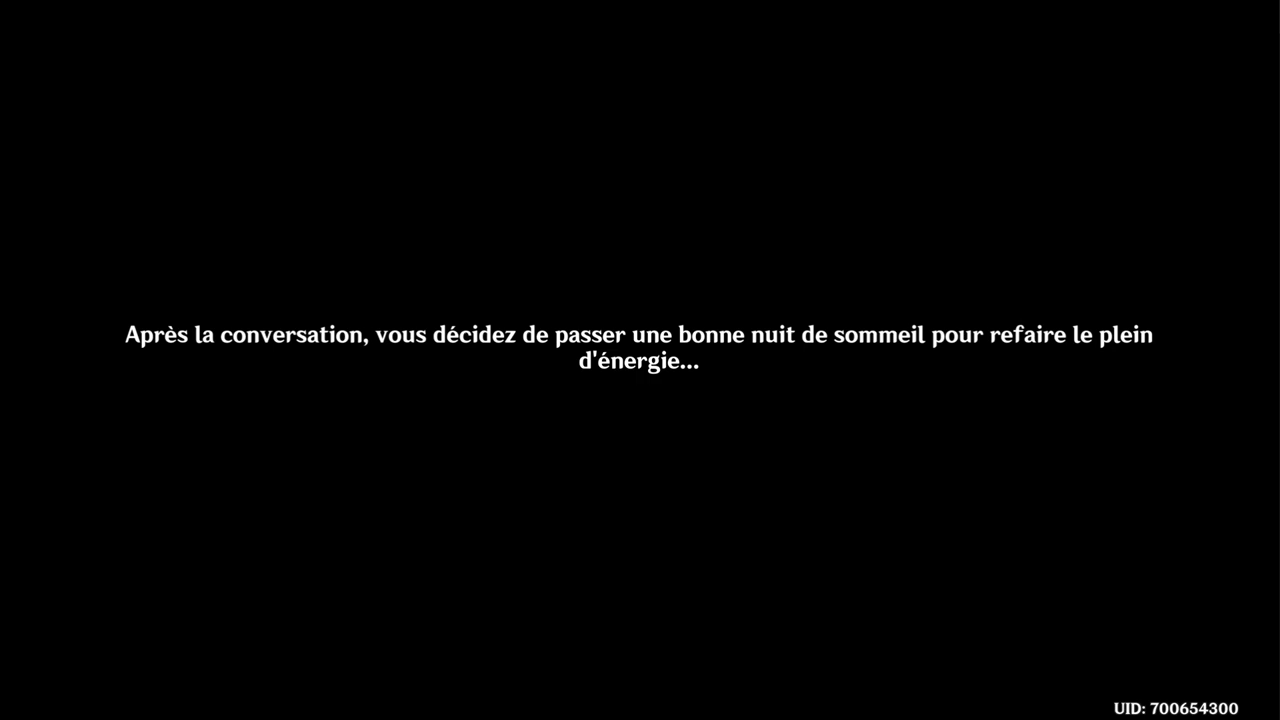 Après la conversation, vous décidez de passer une bonne nuit de sommeil pour refaire le plein
d'énergie...
UID: 700654300